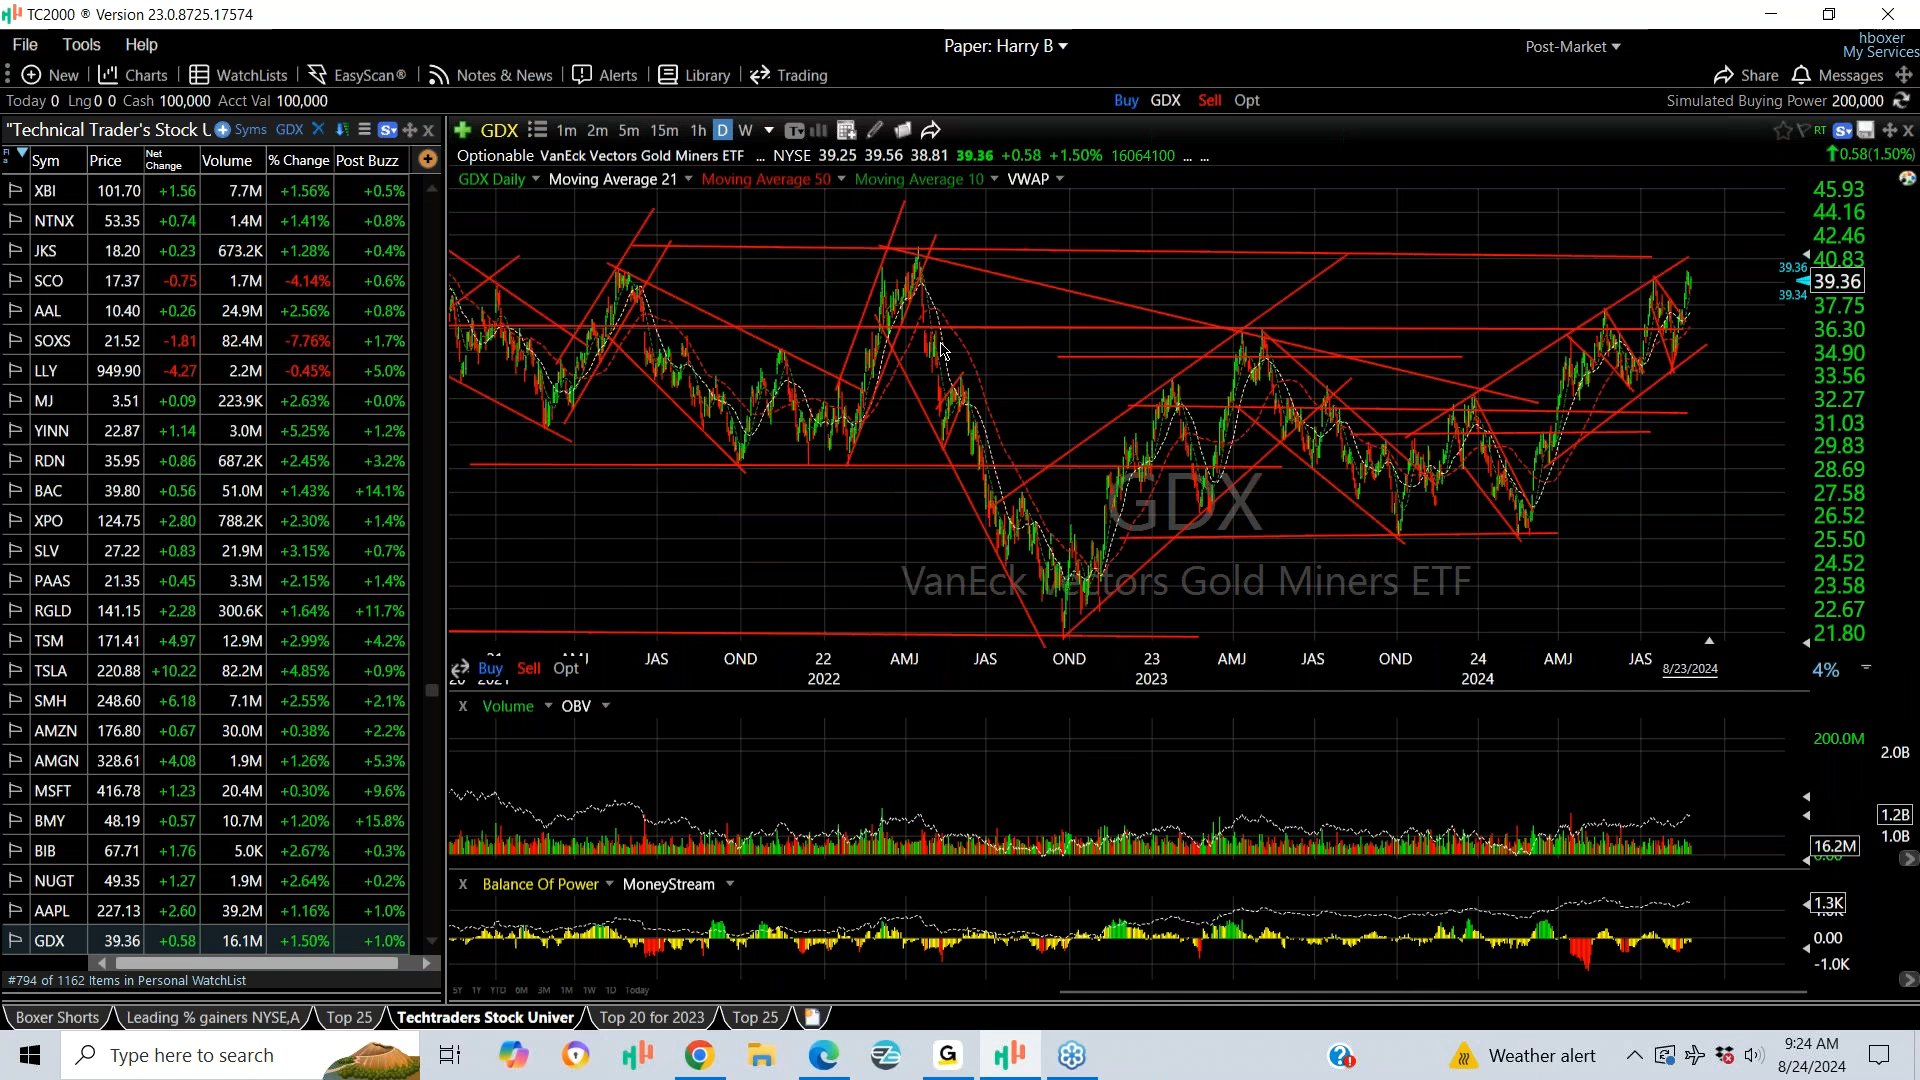 TC2000 ® Version 23.0.8725.17574
File Tools Help
Paper: Harry B
Post-Market
hboxer
My Services
New Charts WatchLists EasyScan® Notes & News Alerts Library Trading
Share Messages
Today 0 Lng 0 0 Cash 100,000 Acct Val 100,000
Buy GDX Sell Opt
Simulated Buying Power 200,000
"Technical Trader's Stock U Syms GDX
GDX 1m 2m 5m 15m 1h D W
RT
Sym Price Net Change Volume % Change Post Buzz
Optionable VanEck Vectors Gold Miners ETF ... NYSE 39.25 39.56 38.81 39.36 +0.58 +1.50% 16064100 ... ...
0.58(1.50%)
GDX Daily Moving Average 21 Moving Average 50 Moving Average 10 VWAP
XBI 101.70 +1.56 7.7M +1.56% +0.5%
NTNX 53.35 +0.74 1.4M +1.41% +0.8%
JKS 18.20 +0.23 673.2K +1.28% +0.4%
SCO 17.37 -0.75 1.7M -4.14% +0.6%
AAL 10.40 +0.26 24.9M +2.56% +0.8%
SOXS 21.52 -1.81 82.4M -7.76% +1.7%
LLY 949.90 -4.27 2.2M -0.45% +5.0%
MJ 3.51 +0.09 223.9K +2.63% +0.0%
YINN 22.87 +1.14 3.0M +5.25% +1.2%
RDN 35.95 +0.86 687.2K +2.45% +3.2%
BAC 39.80 +0.56 51.0M +1.43% +14.1%
XPO 124.75 +2.80 788.2K +2.30% +1.4%
SLV 27.22 +0.83 21.9M +3.15% +0.7%
PAAS 21.35 +0.45 3.3M +2.15% +1.4%
RGLD 141.15 +2.28 300.6K +1.64% +11.7%
TSM 171.41 +4.97 12.9M +2.99% +4.2%
TSLA 220.88 +10.22 82.2M +4.85% +0.9%
SMH 248.60 +6.18 7.1M +2.55% +2.1%
AMZN 176.80 +0.67 30.0M +0.38% +2.2%
AMGN 328.61 +4.08 1.9M +1.26% +5.3%
MSFT 416.78 +1.23 20.4M +0.30% +9.6%
BMY 48.19 +0.57 10.7M +1.20% +15.8%
BIB 67.71 +1.76 5.0K +2.67% +0.3%
NUGT 49.35 +1.27 1.9M +2.64% +0.2%
AAPL 227.13 +2.60 39.2M +1.16% +1.0%
GDX 39.36 +0.58 16.1M +1.50% +1.0%
#794 of 1162 Items in Personal WatchList
45.93
44.16
42.46
40.83
39.36
39.36
39.34
37.75
36.30
34.90
33.56
32.27
31.03
29.83
28.69
27.58
26.52
25.50
24.52
23.58
22.67
21.80
GDX
VanEck Vectors Gold Miners ETF
JAS OND 22 AMJ JAS OND 23 AMJ JAS OND 24 AMJ JAS
2022 2023 2024
8/23/2024
4%
Buy Sell Opt
X Volume OBV
200.0M
2.0B
1.2B
1.0B
16.2M
X Balance Of Power MoneyStream
1.3K
0.00
-1.0K
5Y 1Y YTD 6M 3M 1M 1W 1D Today
Boxer Shorts Leading % gainers NYSE,A Top 25 Techtraders Stock Univer Top 20 for 2023 Top 25
Type here to search
Weather alert
9:24 AM
8/24/2024